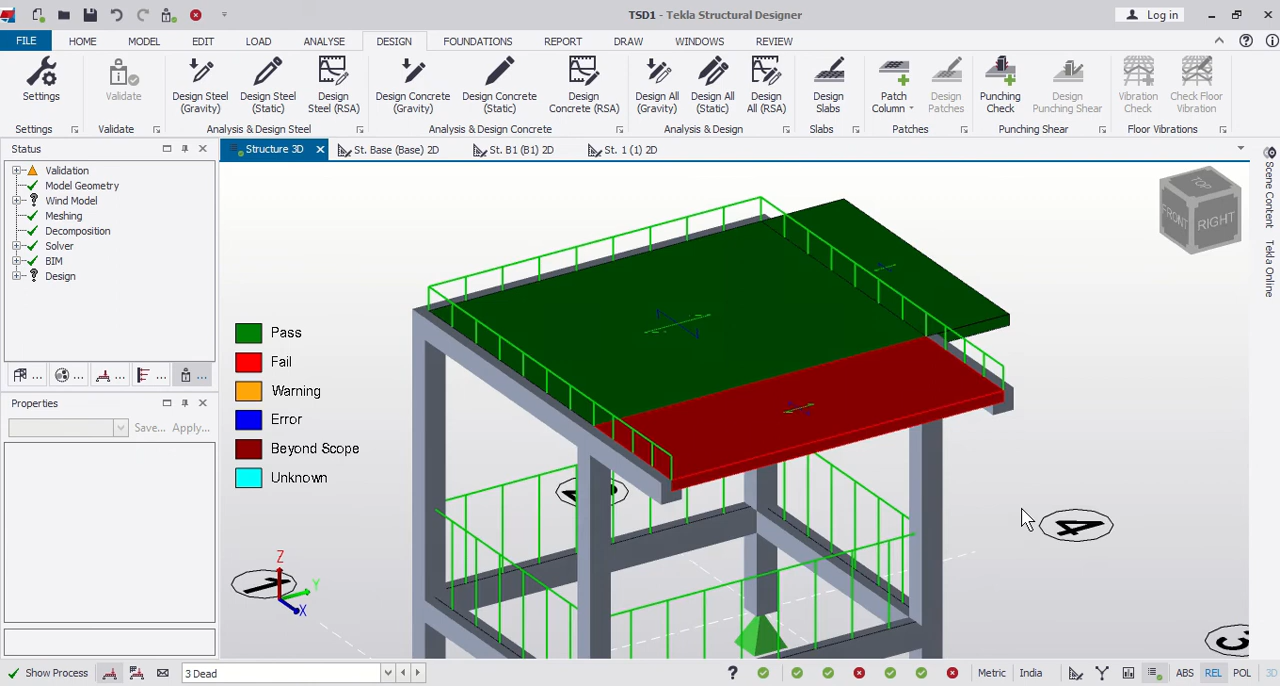 TSD1 - Tekla Structural Designer
Log in
FILE HOME MODEL EDIT LOAD ANALYSE DESIGN FOUNDATIONS REPORT DRAW WINDOWS REVIEW
Settings
Validate
Design Steel (Gravity)
Design Steel (Static)
Design Steel (RSA)
Design Concrete (Gravity)
Design Concrete (Static)
Design Concrete (RSA)
Design All (Gravity)
Design All (Static)
Design All (RSA)
Design Slabs
Patch Column
Design Patches
Punching Check
Design Punching Shear
Vibration Check
Check Floor Vibration
Settings Validate Analysis & Design Steel Analysis & Design Concrete Analysis & Design Slabs Patches Punching Shear Floor Vibrations
Status
Structure 3D
St. Base (Base) 2D
St. B1 (B1) 2D
St. 1 (1) 2D
Validation
Model Geometry
Wind Model
Meshing
Decomposition
Solver
BIM
Design
Properties
Save... Apply...
TOP
FRONT
RIGHT
Scene Content
Tekla Online
Pass
Fail
Warning
Error
Beyond Scope
Unknown
4
1
3
Z
Y
X
Show Process
3 Dead
Metric
India
ABS
REL
POL
3D